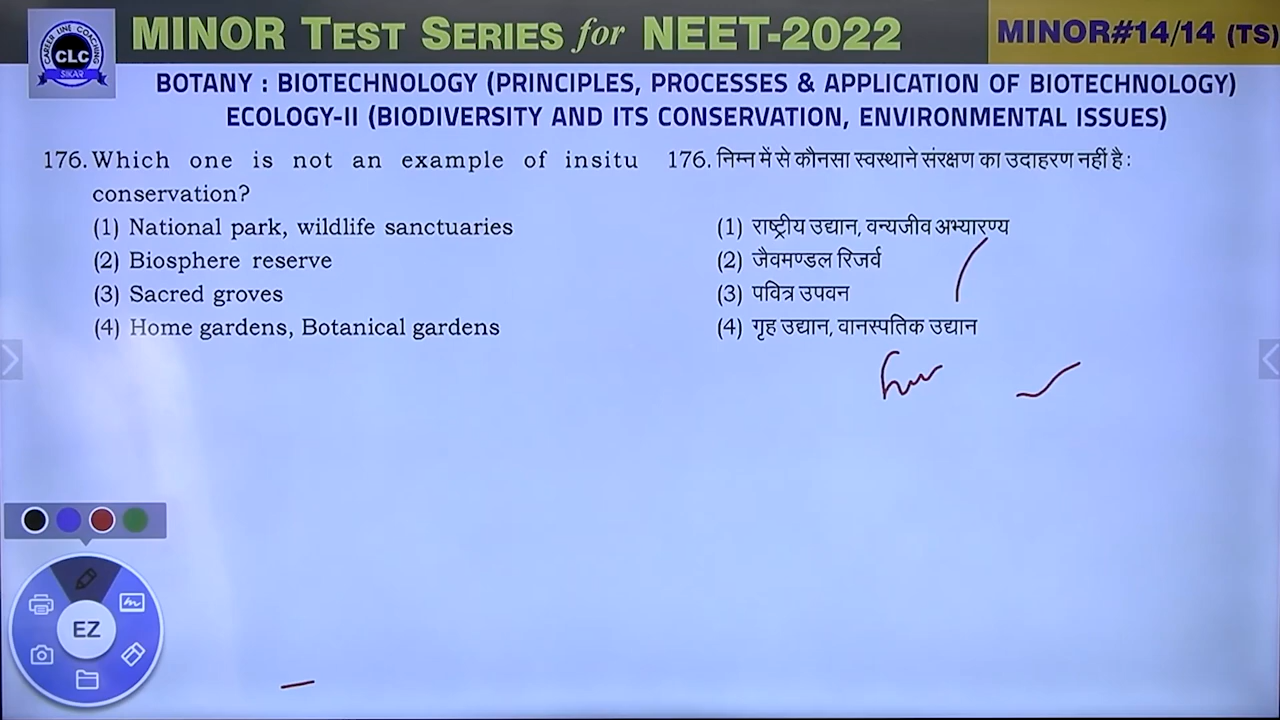 CAREER LINE COACHING
CLC
SIKAR
MINOR TEST SERIES for NEET-2022
MINOR#14/14 (TS)
BOTANY : BIOTECHNOLOGY (PRINCIPLES, PROCESSES & APPLICATION OF BIOTECHNOLOGY)
ECOLOGY-II (BIODIVERSITY AND ITS CONSERVATION, ENVIRONMENTAL ISSUES)
176. Which one is not an example of insitu
conservation?
(1) National park, wildlife sanctuaries
(2) Biosphere reserve
(3) Sacred groves
(4) Home gardens, Botanical gardens
176. निम्न में से कौनसा स्वस्थाने संरक्षण का उदाहरण नहीं है :
(1) राष्ट्रीय उद्यान, वन्यजीव अभ्यारण्य
(2) जैवमण्डल रिजर्व
(3) पवित्र उपवन
(4) गृह उद्यान, वानस्पतिक उद्यान
EZ